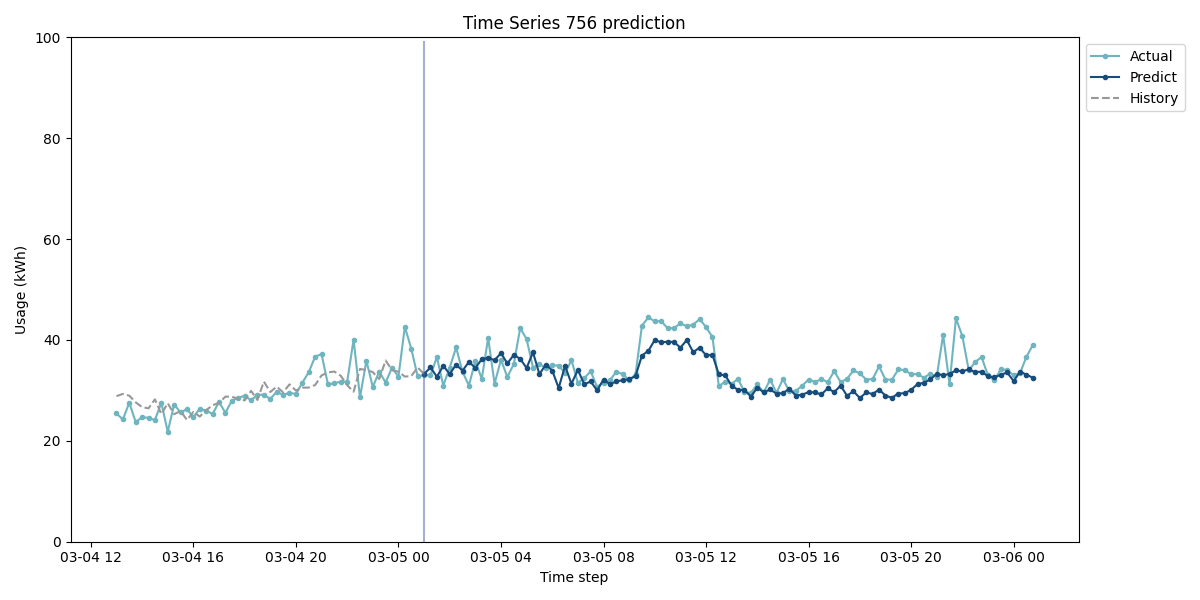 Time Series 756 prediction
100
80
60
40
20
0
Usage (kWh)
03-04 12
03-04 16
03-04 20
03-05 00
03-05 04
03-05 08
03-05 12
03-05 16
03-05 20
03-06 00
Time step
Actual
Predict
History